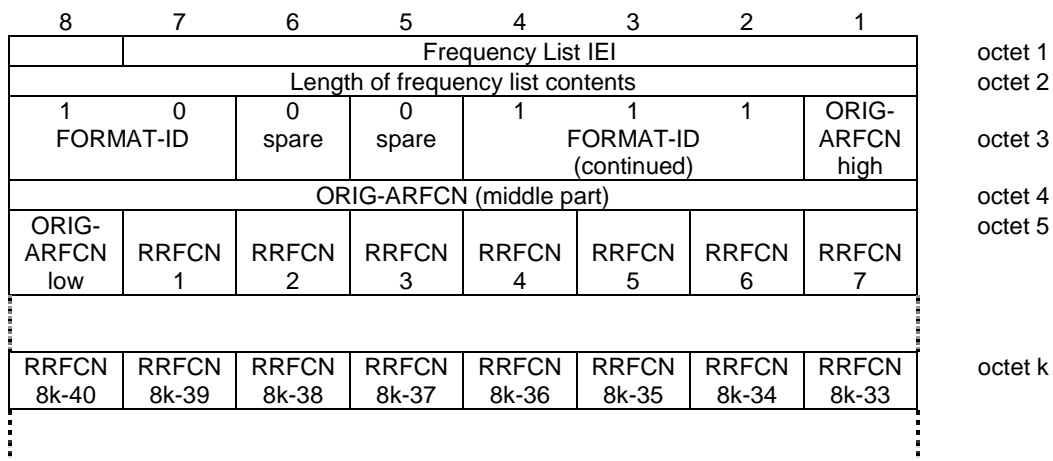 8 7 6 5 4 3 2 1
Frequency List IEI octet 1
Length of frequency list contents octet 2
1 0 0 0 1 1 1 ORIG-
FORMAT-ID spare spare FORMAT-ID ARFCN octet 3
(continued) high
ORIG-ARFCN (middle part) octet 4
ORIG- octet 5
ARFCN RRFCN RRFCN RRFCN RRFCN RRFCN RRFCN RRFCN
low 1 2 3 4 5 6 7
RRFCN RRFCN RRFCN RRFCN RRFCN RRFCN RRFCN RRFCN octet k
8k-40 8k-39 8k-38 8k-37 8k-36 8k-35 8k-34 8k-33